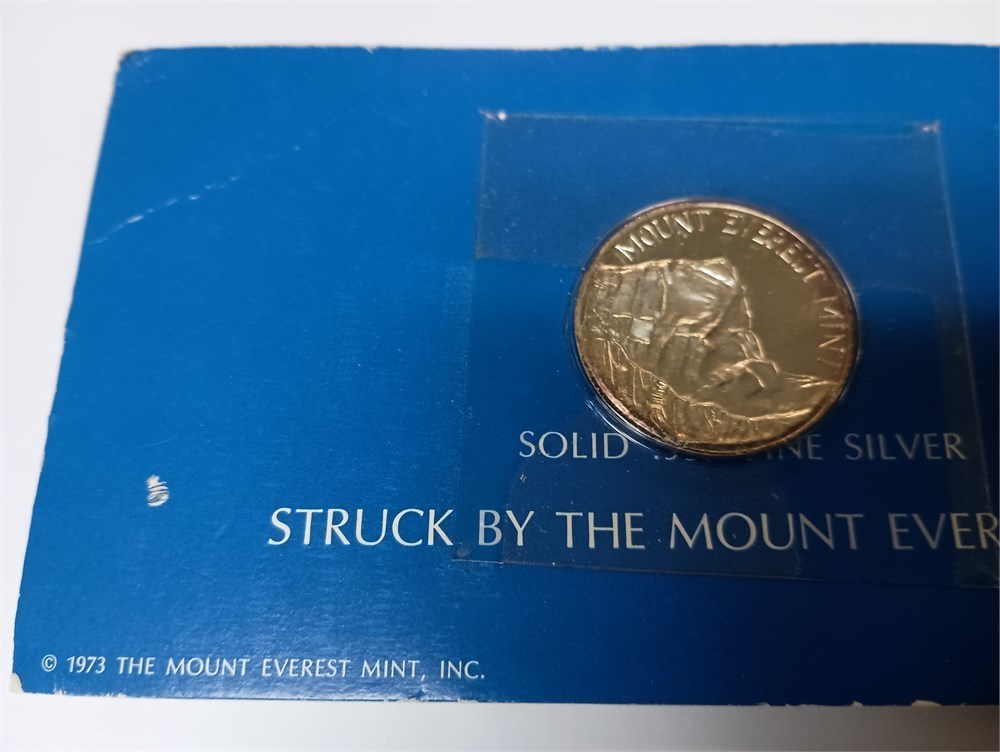 MOUNT EVEREST MINT
SOLID SILVER
STRUCK BY THE MOUNT EVER
© 1973 THE MOUNT EVEREST MINT, INC.